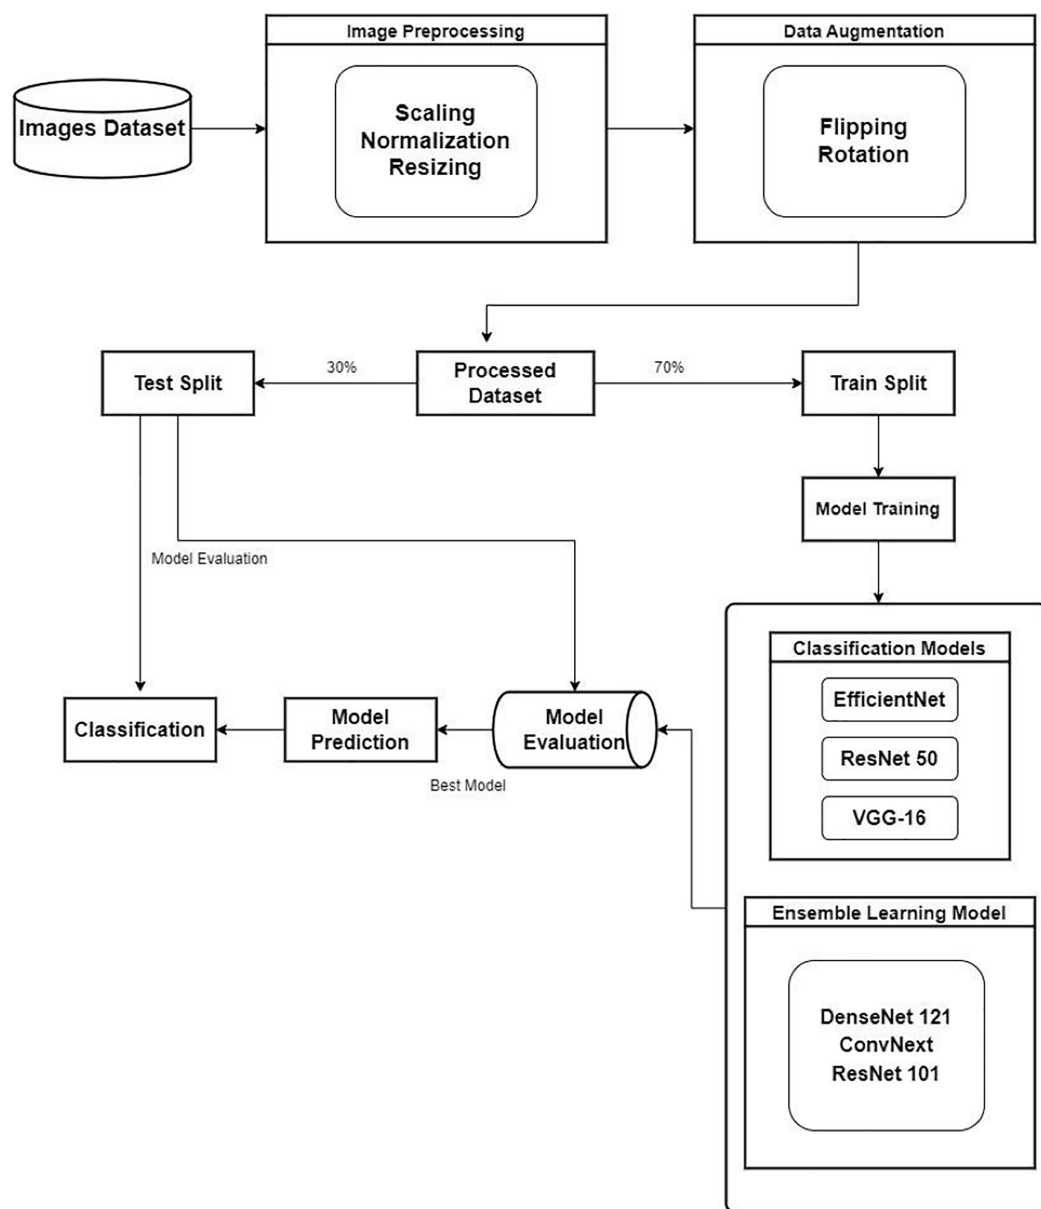 Image Preprocessing
Data Augmentation
Images Dataset
Scaling
Normalization
Resizing
Flipping
Rotation
Test Split
30%
Processed
Dataset
70%
Train Split
Model Training
Model Evaluation
Classification Models
EfficientNet
ResNet 50
VGG-16
Classification
Model
Prediction
Model
Evaluation
Best Model
Ensemble Learning Model
DenseNet 121
ConvNext
ResNet 101